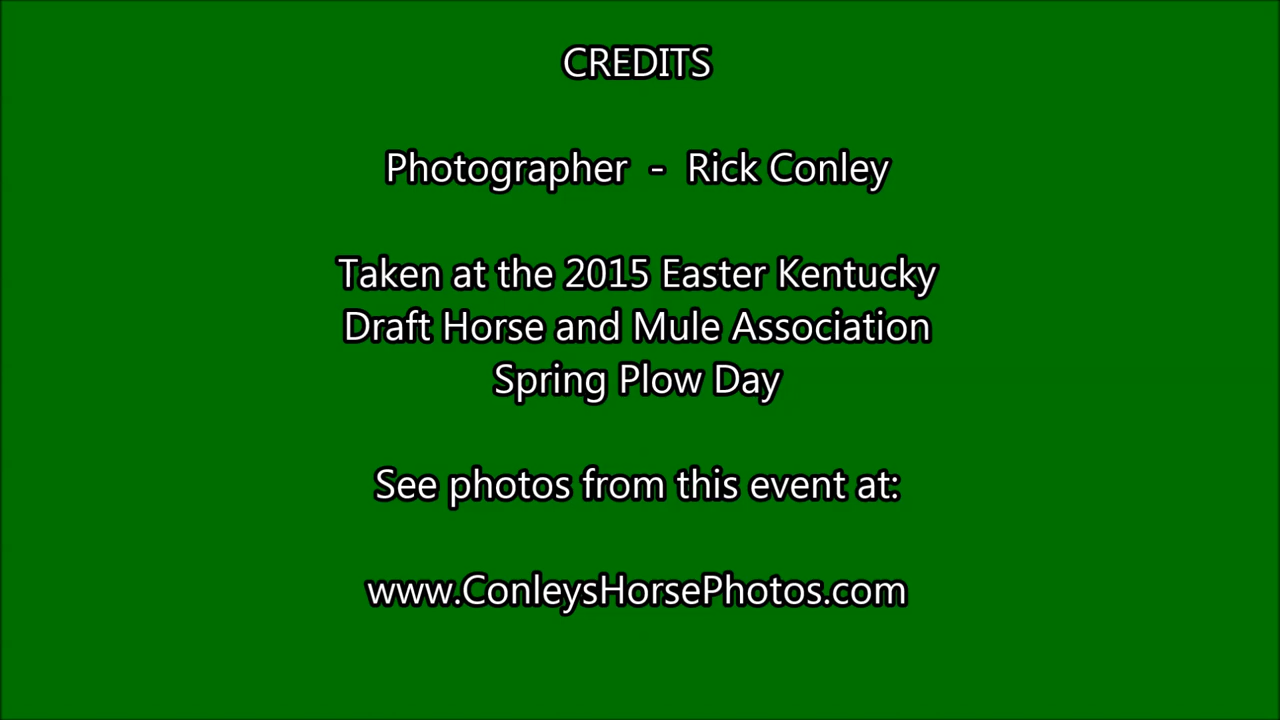 CREDITS
Photographer - Rick Conley
Taken at the 2015 Easter Kentucky
Draft Horse and Mule Association
Spring Plow Day
See photos from this event at:
www.ConleysHorsePhotos.com